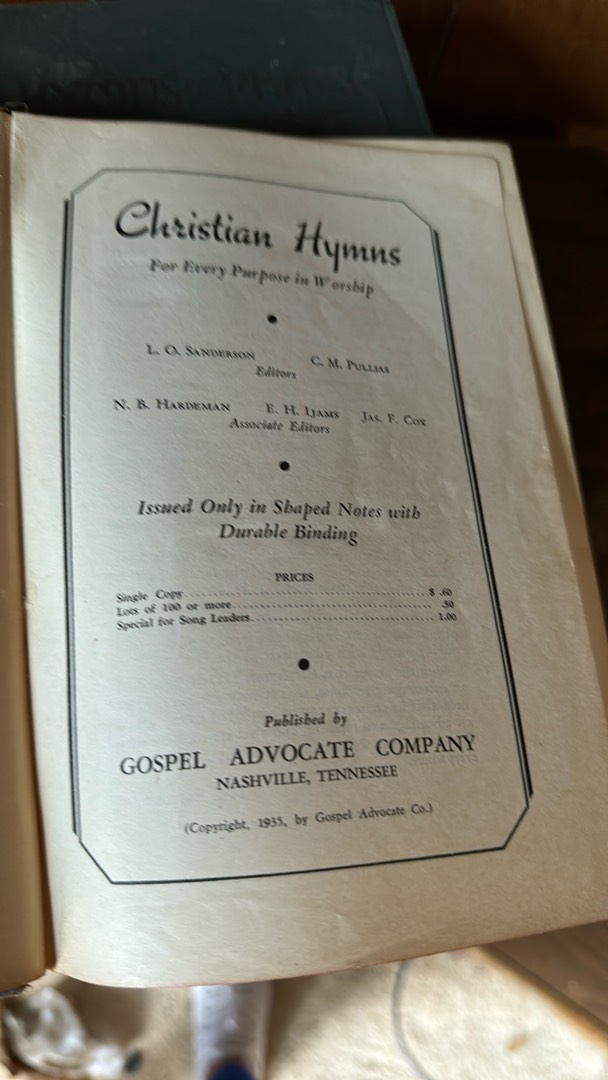 Christian Hymns
For Every Purpose in Worship
L. O. SANDERSON C. M. PULLIAS
Editors
N. B. HARDEMAN E. H. IJAMS JAS. F. COX
Associate Editors
Issued Only in Shaped Notes with
Durable Binding
PRICES
Single Copy........................................$ .60
Lots of 100 or more........................................ .50
Special for Song Leaders........................................ 1.00
Published by
GOSPEL ADVOCATE COMPANY
NASHVILLE, TENNESSEE
(Copyright, 1935, by Gospel Advocate Co.)